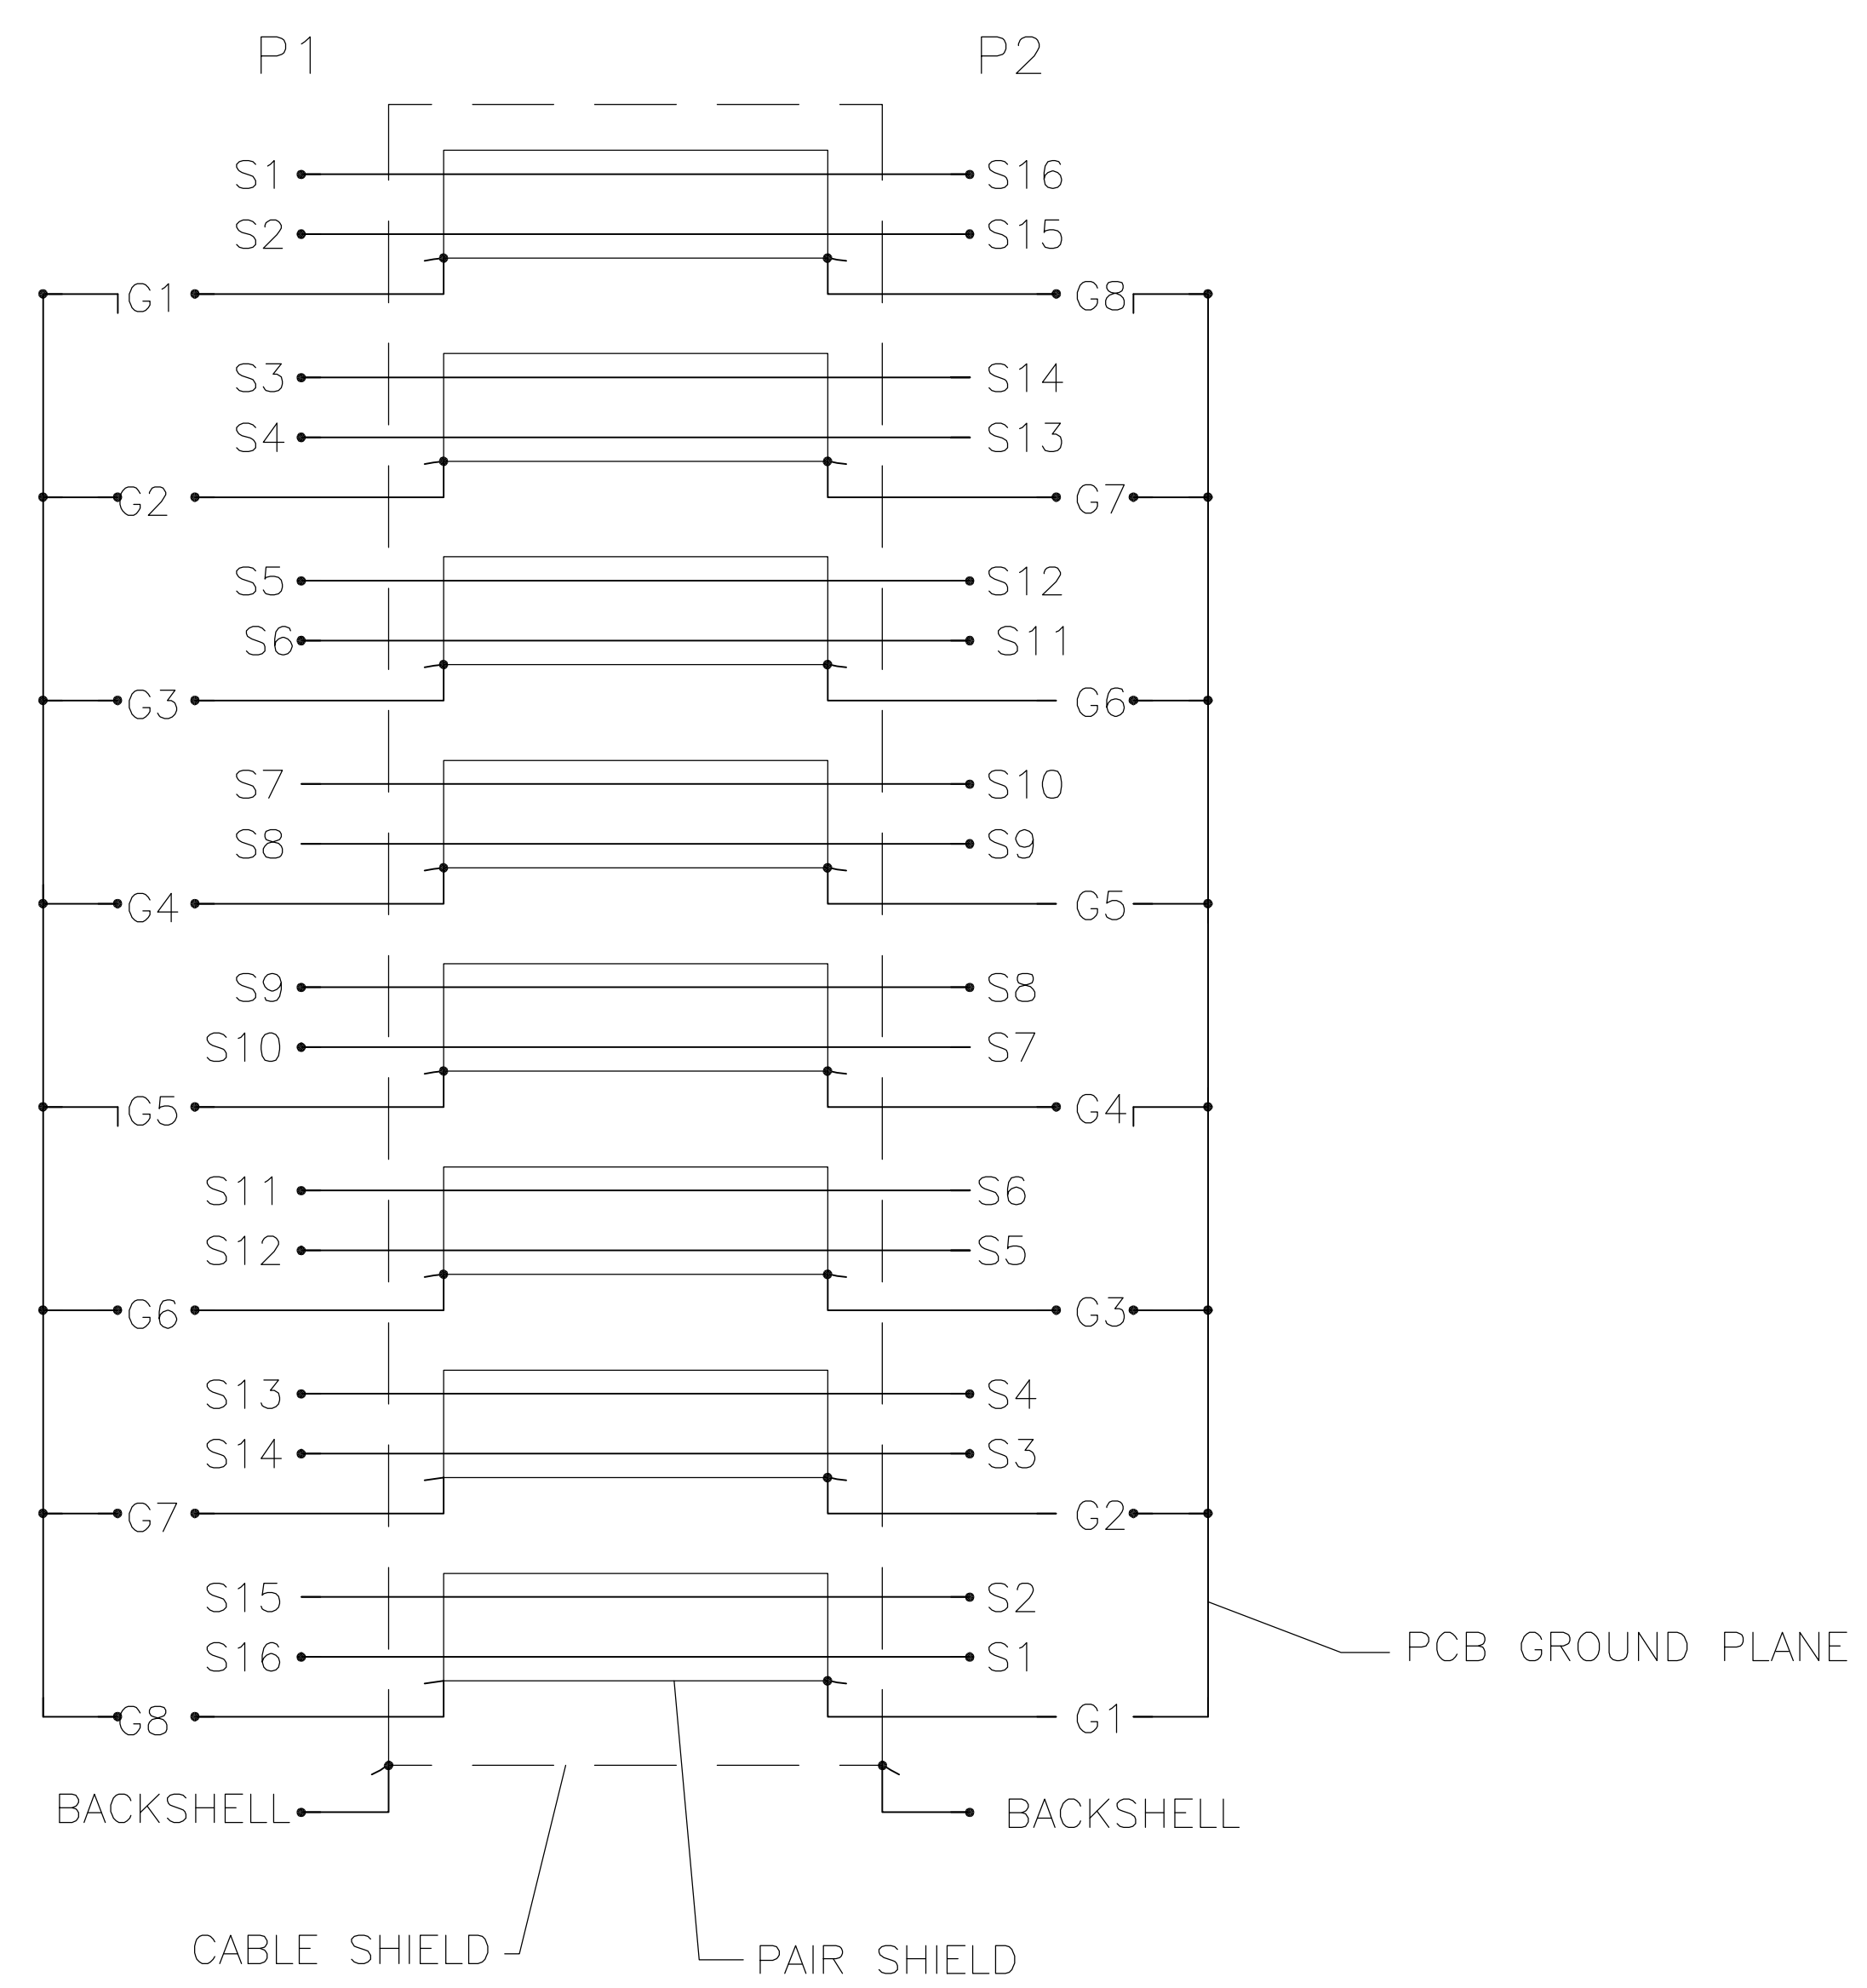 P1 P2
S1 S16
S2 S15
G1 G8
S3 S14
S4 S13
G2 G7
S5 S12
S6 S11
G3 G6
S7 S10
S8 S9
G4 G5
S9 S8
S10 S7
G5 G4
S11 S6
S12 S5
G6 G3
S13 S4
S14 S3
G7 G2
S15 S2
S16 S1
PCB GROUND PLANE
G8 G1
BACKSHELL BACKSHELL
CABLE SHIELD PAIR SHIELD